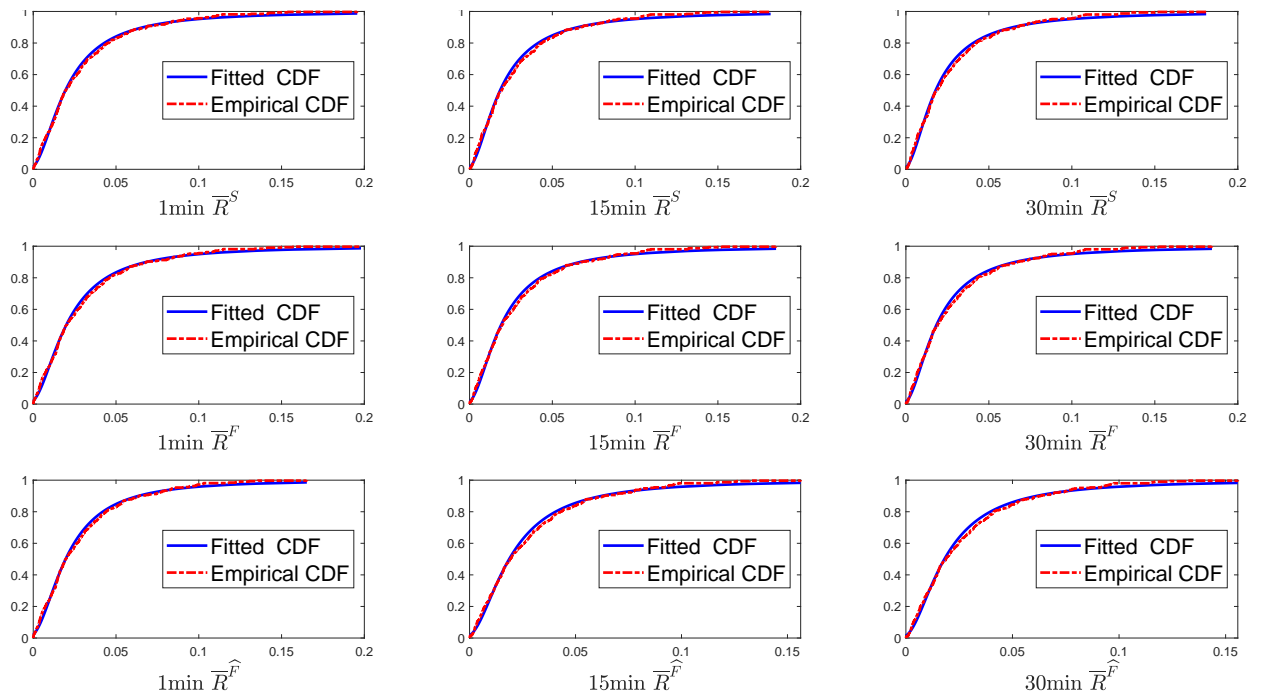 1
0.8
0.6
0.4
0.2
0
Fitted CDF
Empirical CDF
0 0.05 0.1 0.15 0.2
1min R̅^S
1
0.8
0.6
0.4
0.2
0
Fitted CDF
Empirical CDF
0 0.05 0.1 0.15 0.2
15min R̅^S
1
0.8
0.6
0.4
0.2
0
Fitted CDF
Empirical CDF
0 0.05 0.1 0.15 0.2
30min R̅^S
1
0.8
0.6
0.4
0.2
0
Fitted CDF
Empirical CDF
0 0.05 0.1 0.15 0.2
1min R̅^F
1
0.8
0.6
0.4
0.2
0
Fitted CDF
Empirical CDF
0 0.05 0.1 0.15 0.2
15min R̅^F
1
0.8
0.6
0.4
0.2
0
Fitted CDF
Empirical CDF
0 0.05 0.1 0.15 0.2
30min R̅^F
1
0.8
0.6
0.4
0.2
0
Fitted CDF
Empirical CDF
0 0.05 0.1 0.15 0.2
1min R̅^F̂
1
0.8
0.6
0.4
0.2
0
Fitted CDF
Empirical CDF
0 0.05 0.1 0.15
15min R̅^F̂
1
0.8
0.6
0.4
0.2
0
Fitted CDF
Empirical CDF
0 0.05 0.1 0.15
30min R̅^F̂